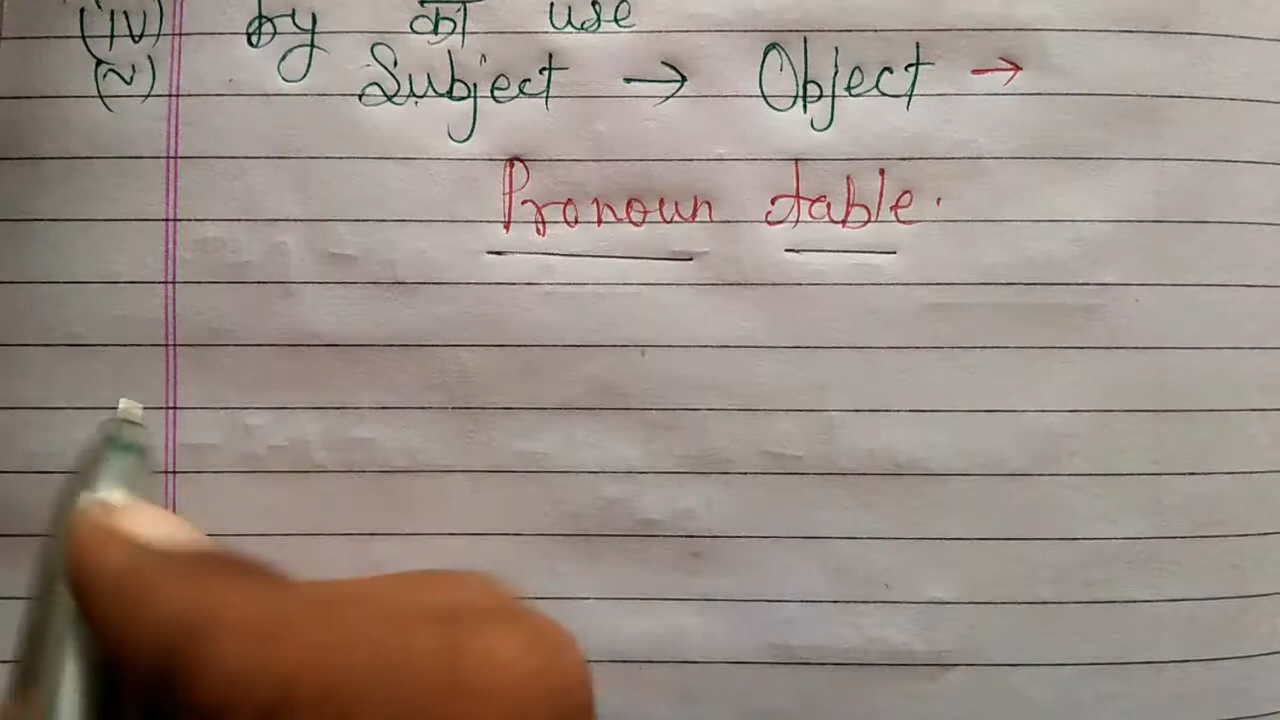 (iv) by का use
(v) Subject → Object →
Pronoun table.